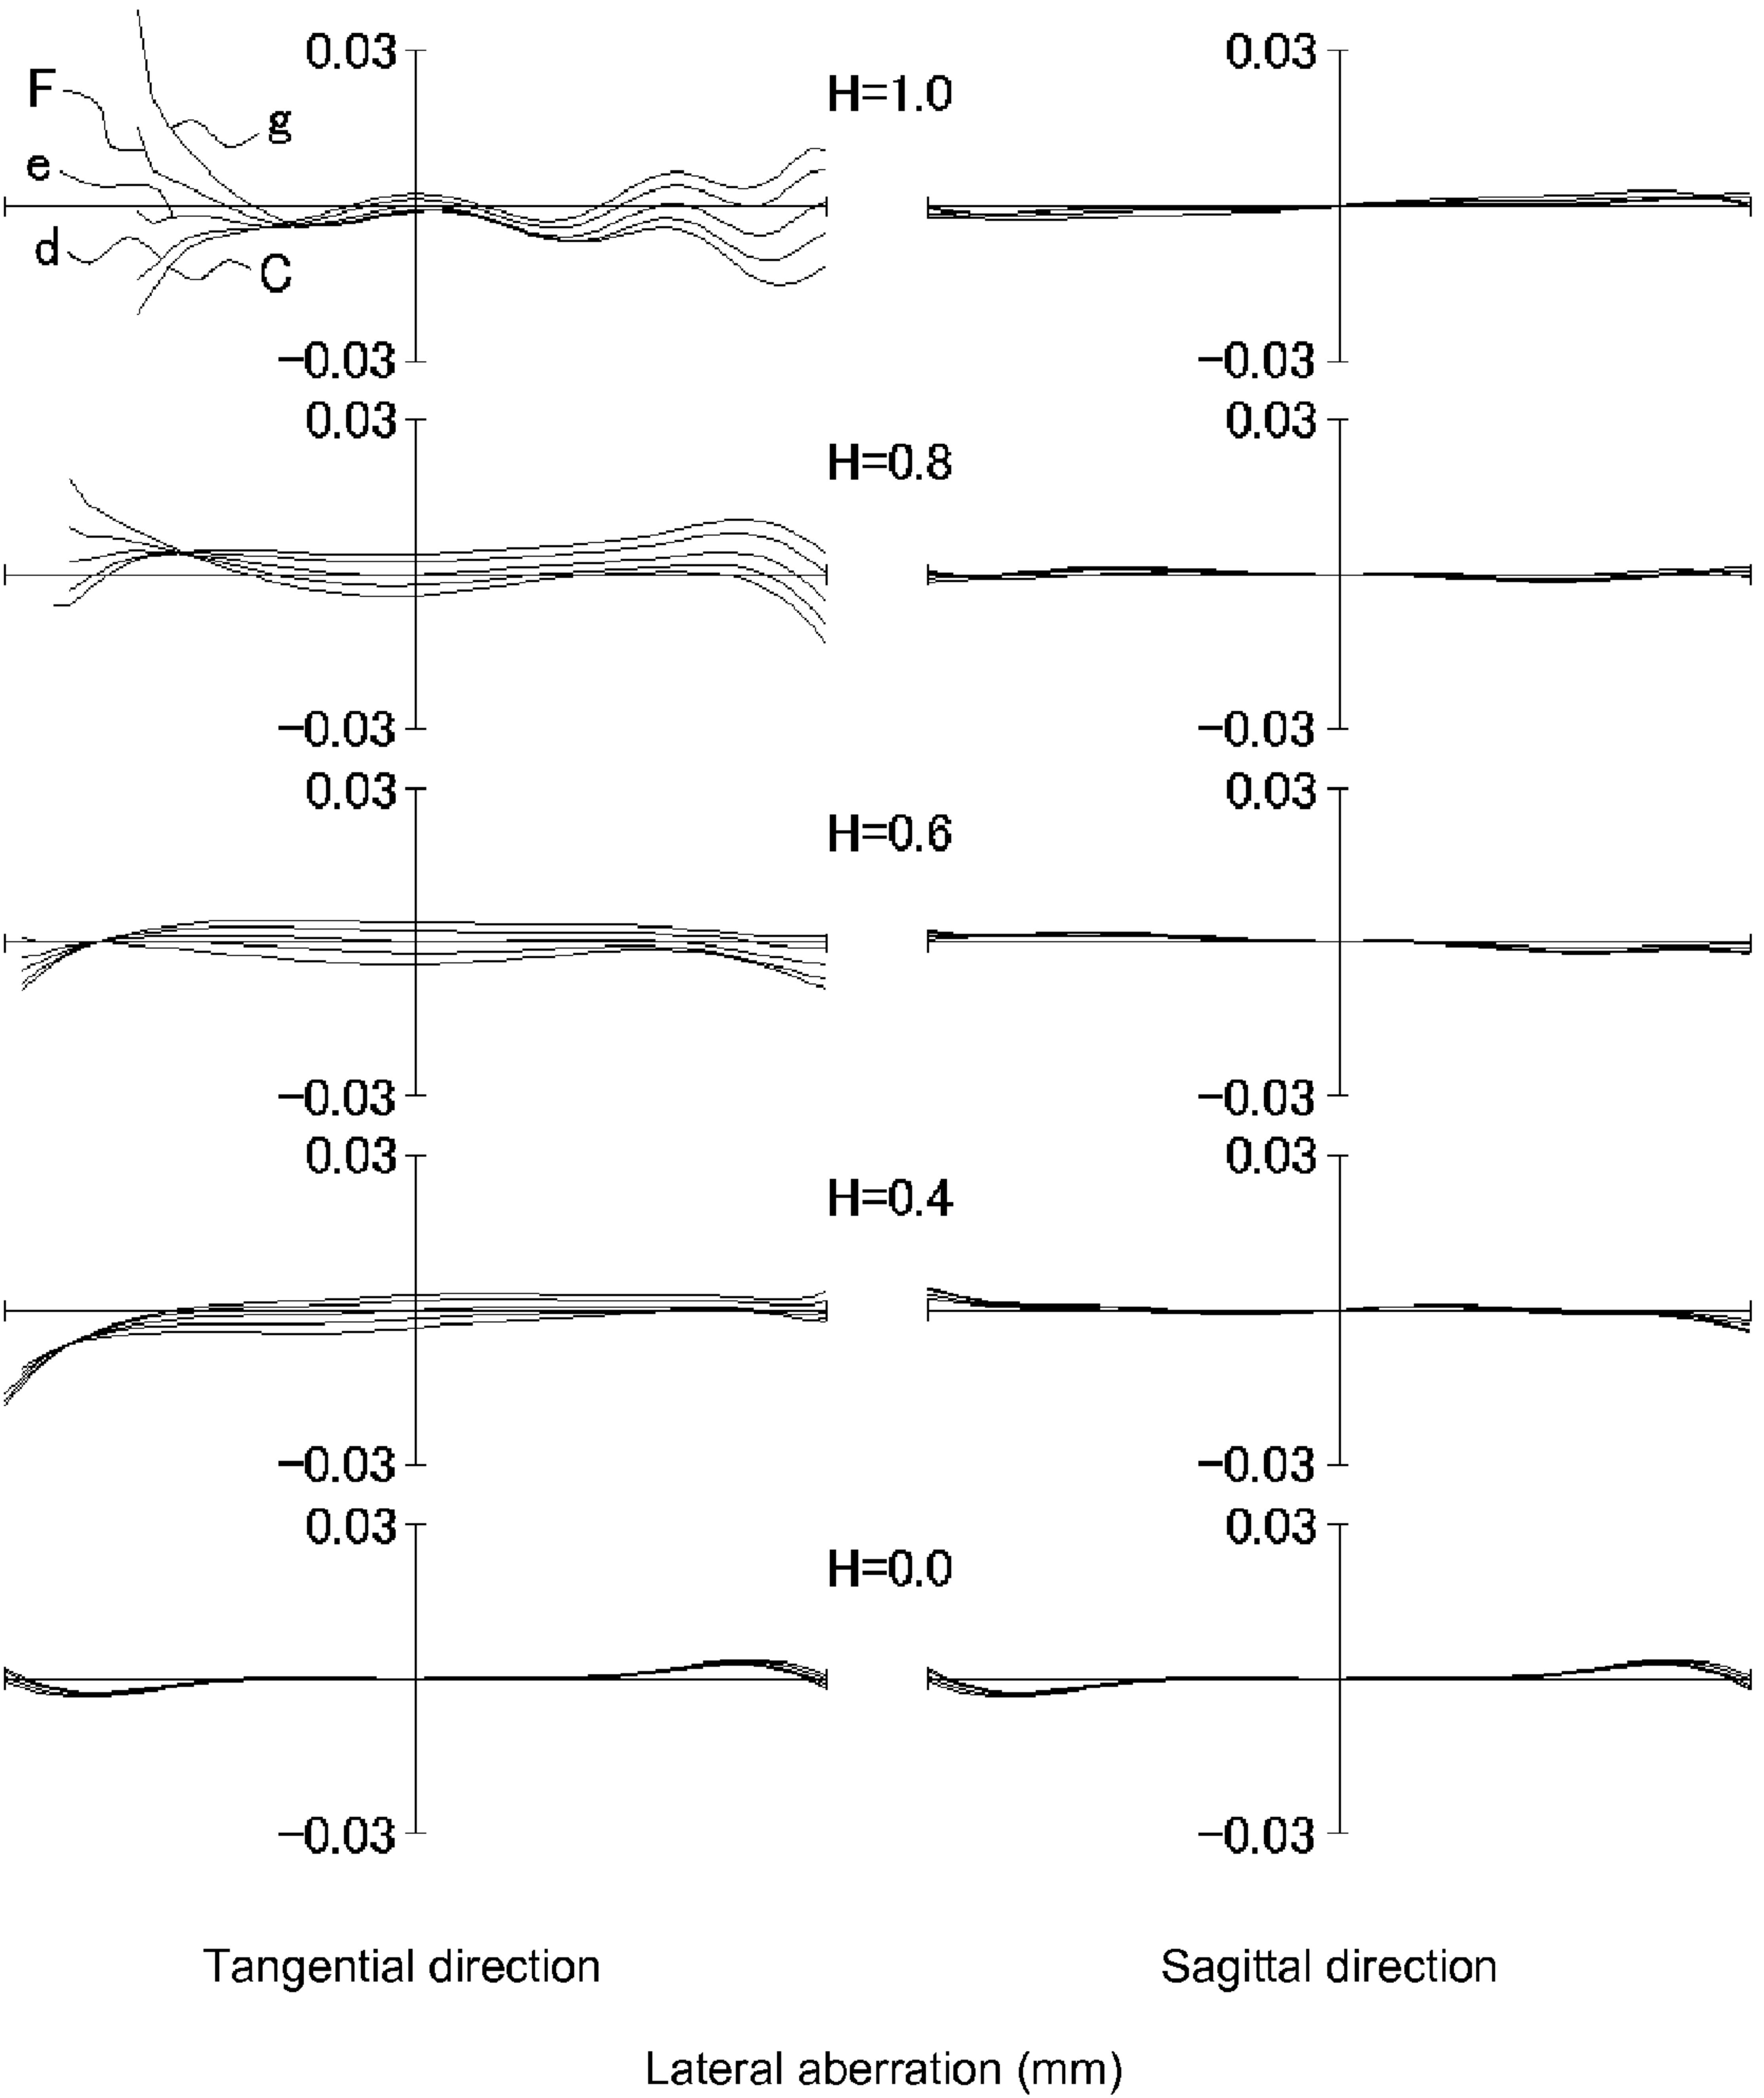 0.03 0.03
H=1.0
F
g
e
d
C
−0.03 −0.03
0.03 0.03
H=0.8
−0.03 −0.03
0.03 0.03
H=0.6
−0.03 −0.03
0.03 0.03
H=0.4
−0.03 −0.03
0.03 0.03
H=0.0
−0.03 −0.03
Tangential direction Sagittal direction
Lateral aberration (mm)